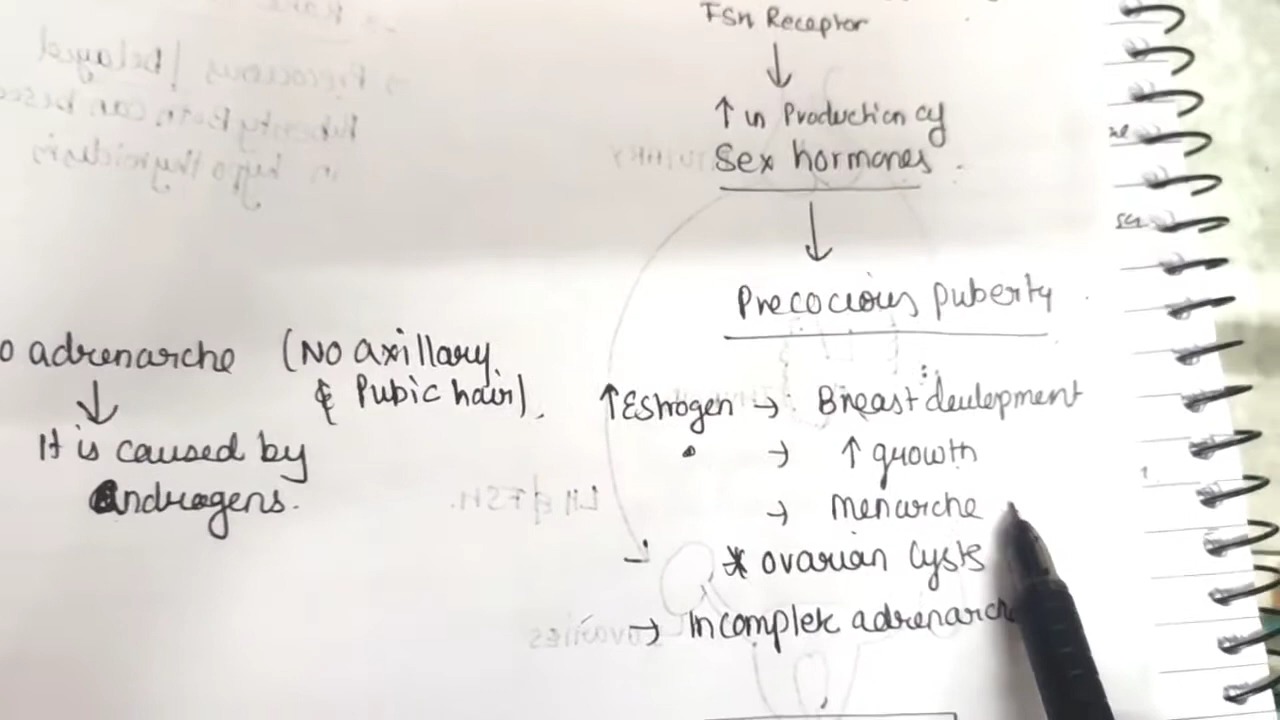 FSH Receptor
↓
↑ in Production of
Sex hormones.
↓
Precocious puberty
o adrenarche (No axillary
& Pubic hair).
↓
It is caused by
Androgens.
↑Estrogen → Breast development
→ ↑ growth
→ menarche
* ovarian cysts
→ Incomplete adrenarch